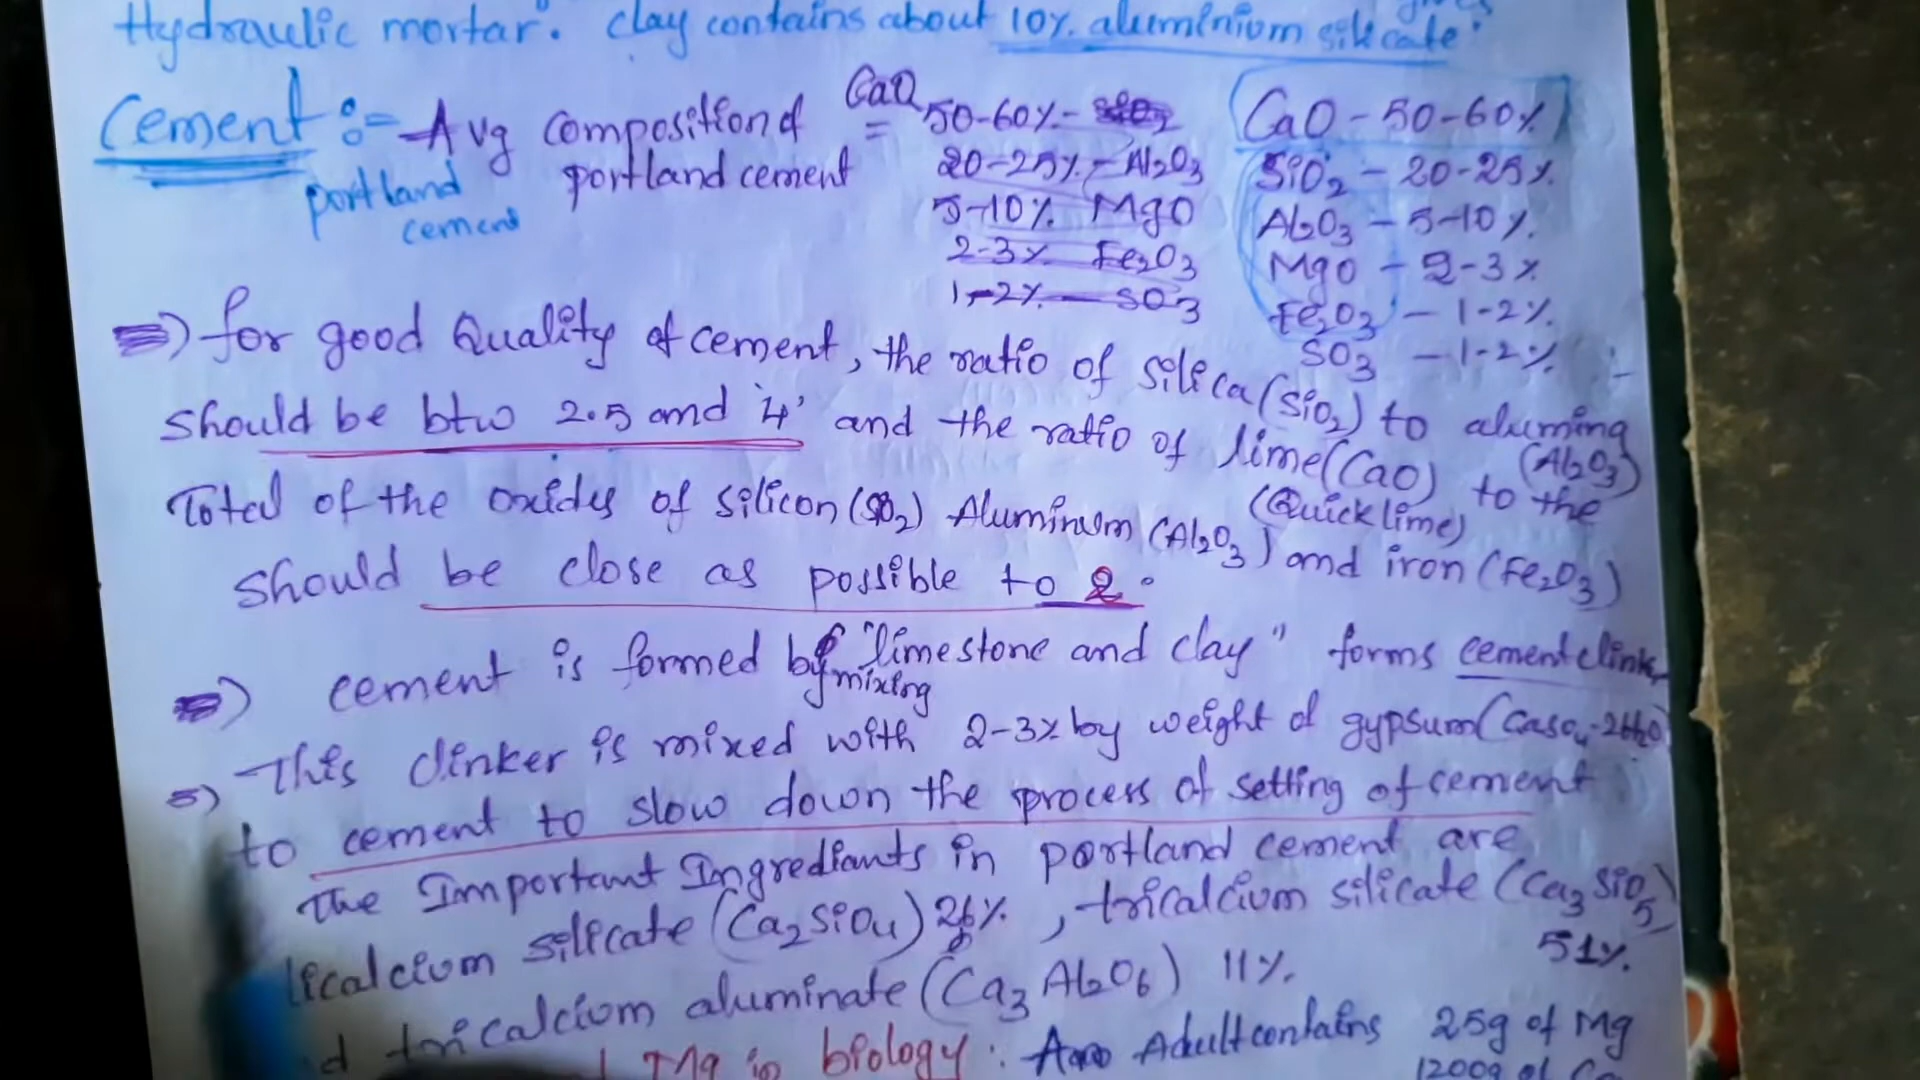 Hydraulic mortar. Clay contains about 10% aluminium silicate.
Cement :- Avg composition of portland cement = CaO 50-60% -
portland cement
20-25% - Al2O3
5-10% MgO
2-3% Fe2O3
1-2% - SO3
CaO - 50-60%
SiO2 - 20-25%.
Al2O3 - 5-10%.
MgO - 2-3%
Fe2O3 - 1-2%.
SO3 - 1-2%
=) for good Quality of cement, the ratio of silica (SiO2) to alumina (Al2O3)
should be btw 2.5 and '4' and the ratio of lime (CaO) (Quick lime) to the
Total of the oxides of silicon (SiO2) Aluminum (Al2O3) and iron (Fe2O3)
should be close as possible to 2.
=) cement is formed by mixing "limestone and clay" forms cement clinker
=) This clinker is mixed with 2-3% by weight of gypsum (CaSO4.2H2O)
to cement to slow down the process of setting of cement
The Important Ingrediants in portland cement are
dicalcium silicate (Ca2SiO4) 26%, tricalcium silicate (Ca3SiO5)
51%.
d tricalcium aluminate (Ca3Al2O6) 11%.
Mg in biology : Adult contains 25g of Mg
1200g of Ca